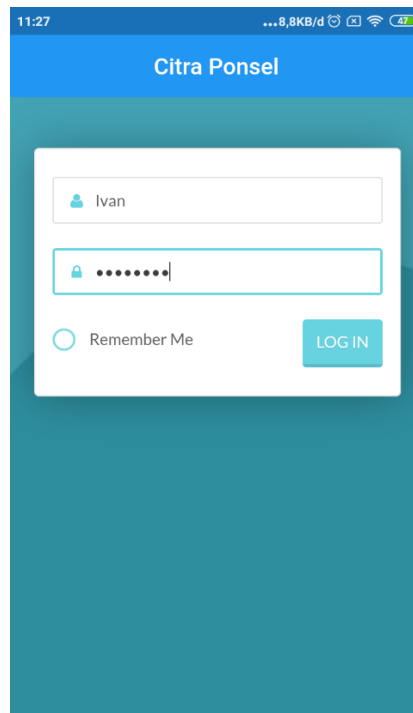 11:27 ...8,8KB/d 47
Citra Ponsel
Ivan
••••••••
Remember Me LOG IN